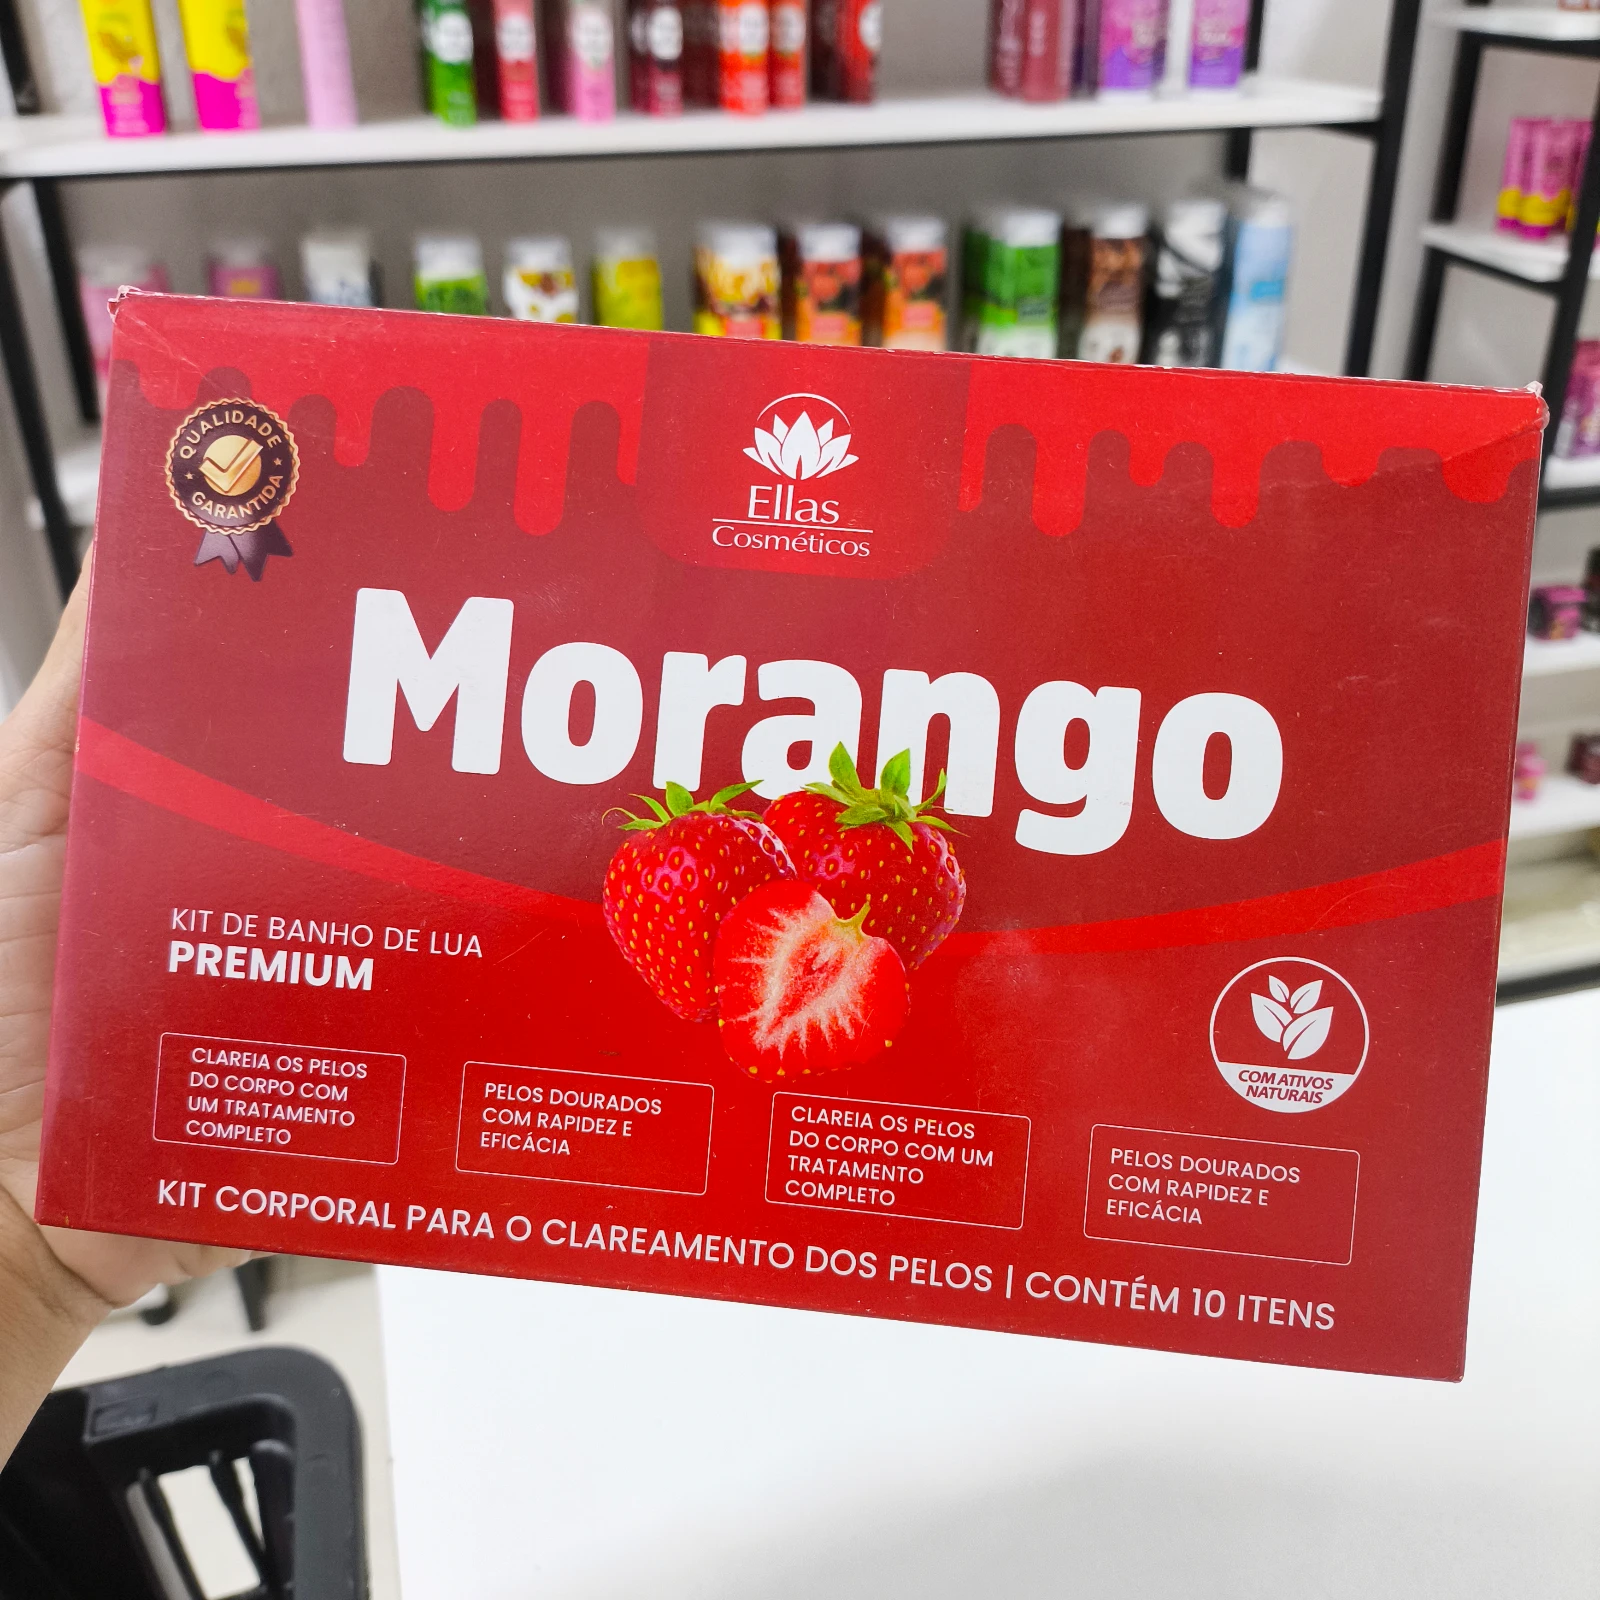 QUALIDADE
GARANTIDA
Ellas
Cosméticos
Morango
KIT DE BANHO DE LUA
PREMIUM
COM ATIVOS
NATURAIS
CLAREIA OS PELOS
DO CORPO COM
UM TRATAMENTO
COMPLETO
PELOS DOURADOS
COM RAPIDEZ E
EFICÁCIA
CLAREIA OS PELOS
DO CORPO COM UM
TRATAMENTO
COMPLETO
PELOS DOURADOS
COM RAPIDEZ E
EFICÁCIA
KIT CORPORAL PARA O CLAREAMENTO DOS PELOS | CONTÉM 10 ITENS